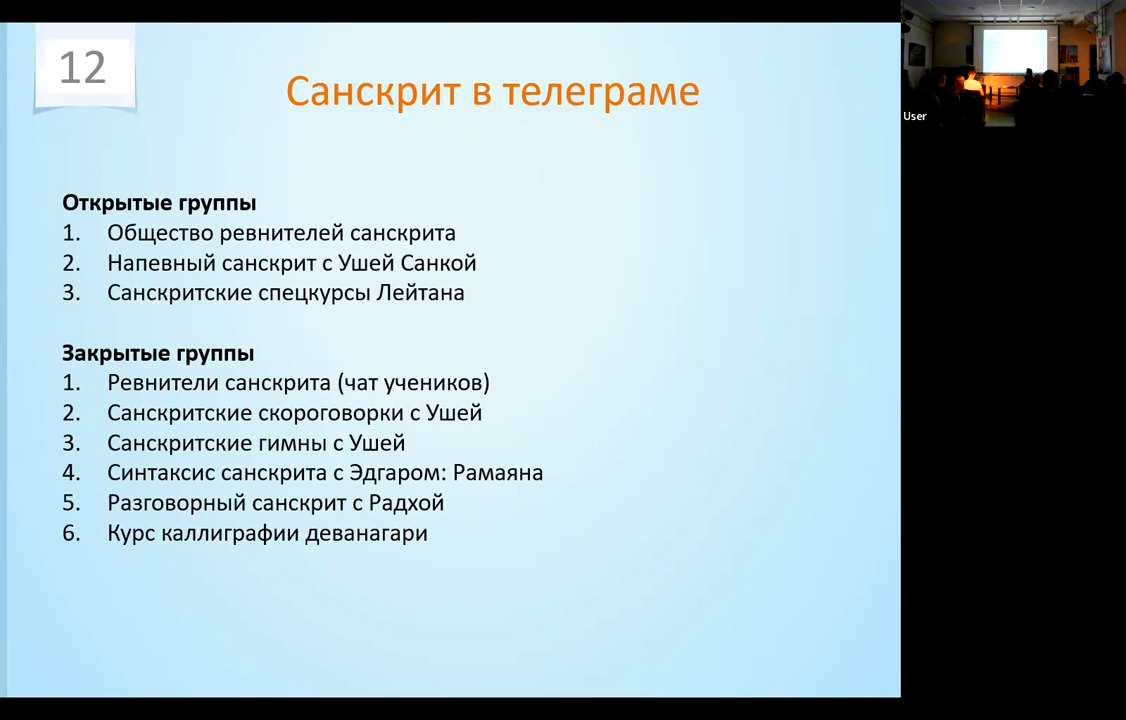 12
Санскрит в телеграме
User
Открытые группы
1. Общество ревнителей санскрита
2. Напевный санскрит с Ушей Санкой
3. Санскритские спецкурсы Лейтана
Закрытые группы
1. Ревнители санскрита (чат учеников)
2. Санскритские скороговорки с Ушей
3. Санскритские гимны с Ушей
4. Синтаксис санскрита с Эдгаром: Рамаяна
5. Разговорный санскрит с Радхой
6. Курс каллиграфии деванагари